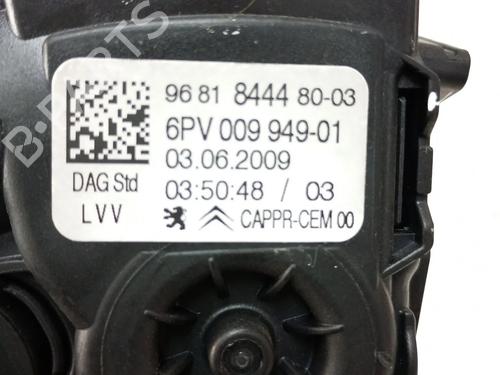 96 81 8444 80-03
6PV 009 949-01
03.06.2009
DAG Std
03:50:48 / 03
LVV
CAPPR-CEM 00
B-PARTS